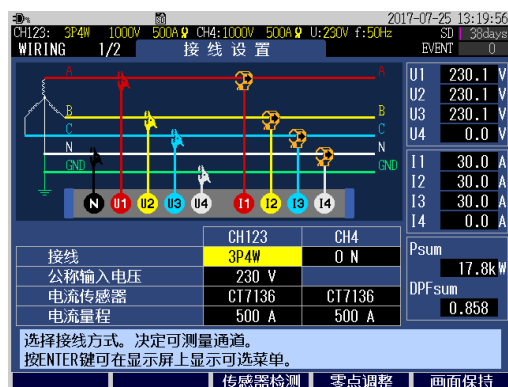 2017-07-25 13:19:56
CH123: 3P4W 1000V 500A CH4:1000V 500A U:230V f:50Hz SD 38days
WIRING 1/2 接线设置 EVENT 0
A A
B B
C C
N N
GND GND
N U1 U2 U3 U4 I1 I2 I3 I4
U1 230.1 V
U2 230.1 V
U3 230.1 V
U4 0.0 V
I1 30.0 A
I2 30.0 A
I3 30.0 A
I4 0.0 A
Psum
17.8kW
DPFsum
0.858
CH123 CH4
接线 3P4W O N
公称输入电压 230 V
电流传感器 CT7136 CT7136
电流量程 500 A 500 A
选择接线方式。决定可测量通道。
按ENTER键可在显示屏上显示可选菜单。
传感器检测 零点调整 画面保持